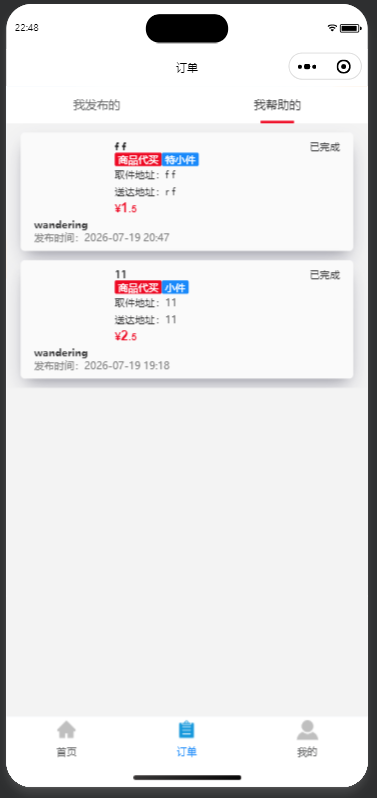 22:48
订单
我发布的 我帮助的
f f 已完成
商品代买 特小件
取件地址：f f
送达地址：r f
¥1.5
wandering
发布时间：2026-07-19 20:47
11 已完成
商品代买 小件
取件地址：11
送达地址：11
¥2.5
wandering
发布时间：2026-07-19 19:18
首页 订单 我的